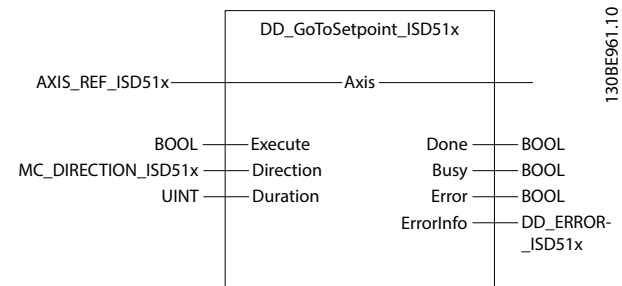 DD_GoToSetpoint_ISD51x
AXIS_REF_ISD51x Axis
BOOL Execute Done BOOL
MC_DIRECTION_ISD51x Direction Busy BOOL
UINT Duration Error BOOL
ErrorInfo DD_ERROR-
_ISD51x
130BE961.10